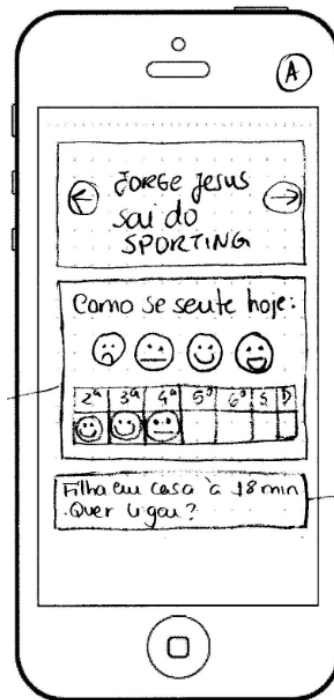 A
← JORGE JESUS →
sai do
SPORTING
Como se sente hoje:
2ª 3ª 4ª 5ª 6ª S D
Filha em casa à 18 min
Quer ligar?